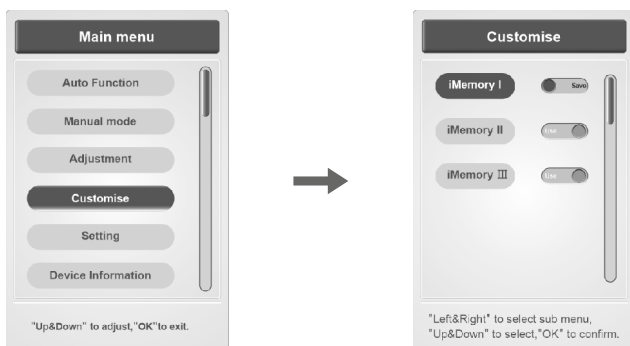 Main menu
Auto Function
Manual mode
Adjustment
Customise
Setting
Device Information
"Up&Down" to adjust,"OK"to exit.
Customise
iMemory I
Save
iMemory II
Use
iMemory III
Use
"Left&Right" to select sub menu,
"Up&Down" to select,"OK" to confirm.